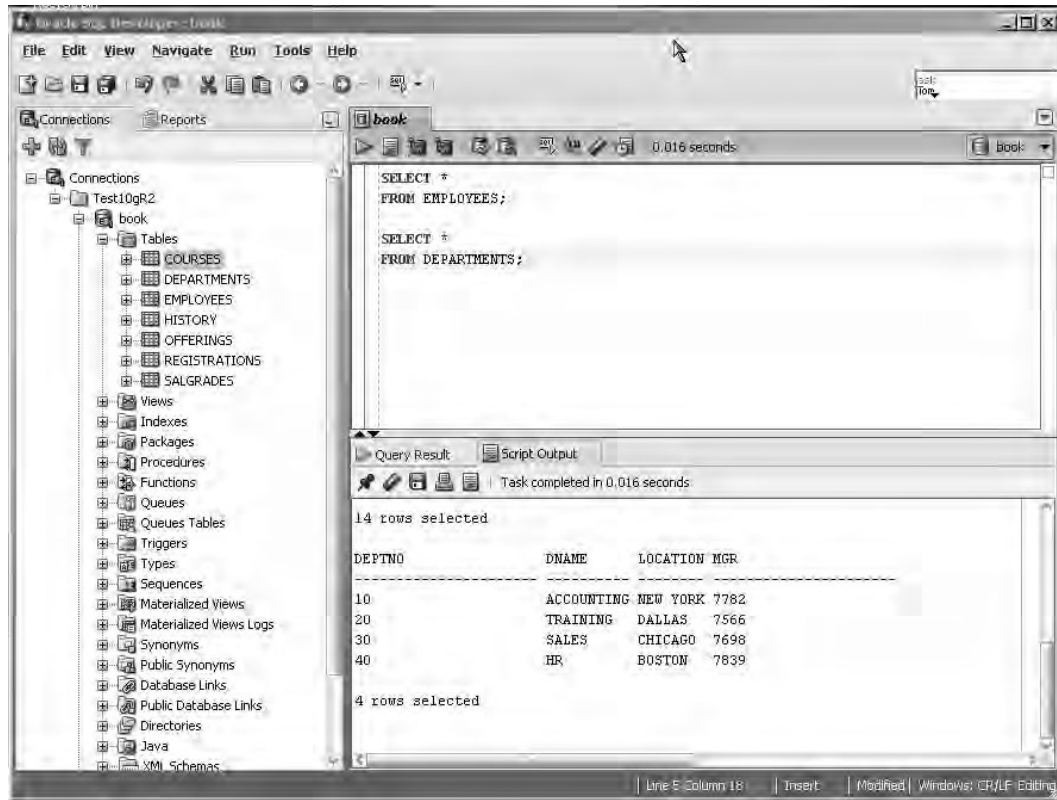 Oracle SQL Developer - book
File Edit View Navigate Run Tools Help
Connections Reports
book
0.016 seconds
book
Connections
Test10gR2
book
Tables
COURSES
DEPARTMENTS
EMPLOYEES
HISTORY
OFFERINGS
REGISTRATIONS
SALGRADES
Views
Indexes
Packages
Procedures
Functions
Queues
Queues Tables
Triggers
Types
Sequences
Materialized Views
Materialized Views Logs
Synonyms
Public Synonyms
Database Links
Public Database Links
Directories
Java
XML Schemas
SELECT *
FROM EMPLOYEES;
SELECT *
FROM DEPARTMENTS;
Query Result Script Output
Task completed in 0.016 seconds
14 rows selected
DEPTNO DNAME LOCATION MGR
10 ACCOUNTING NEW YORK 7782
20 TRAINING DALLAS 7566
30 SALES CHICAGO 7698
40 HR BOSTON 7839
4 rows selected
Line 5 Column 18 Insert Modified Windows: CR/LF Editing